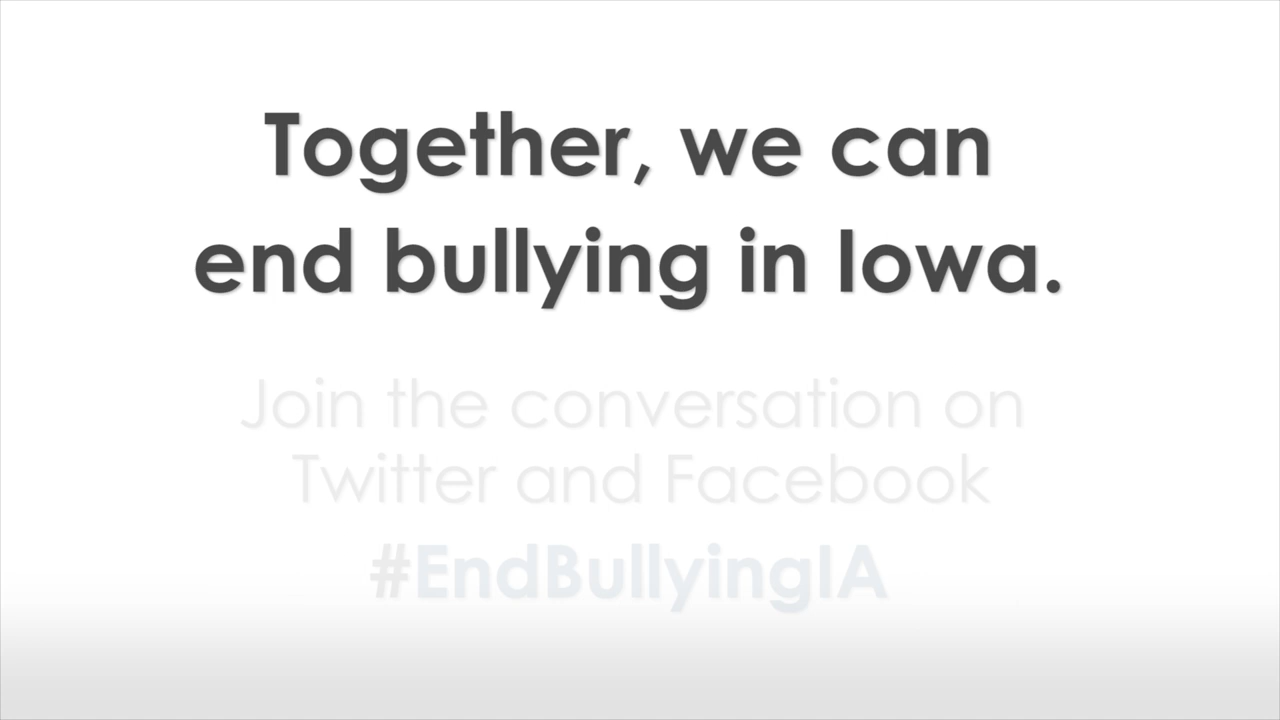 Together, we can
end bullying in Iowa.
Join the conversation on
Twitter and Facebook
#EndBullyingIA